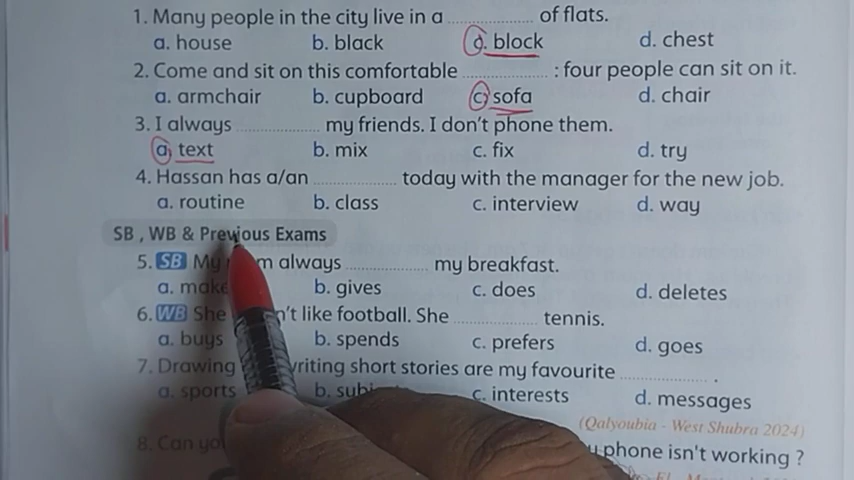 1. Many people in the city live in a ................ of flats.
a. house b. black c. block d. chest
2. Come and sit on this comfortable ................ : four people can sit on it.
a. armchair b. cupboard c. sofa d. chair
3. I always ................ my friends. I don't phone them.
a. text b. mix c. fix d. try
4. Hassan has a/an ................ today with the manager for the new job.
a. routine b. class c. interview d. way
SB , WB & Previous Exams
5. SB My always ................ my breakfast.
b. gives c. does d. deletes
6. WB She like football. She ................ tennis.
a. buys b. spends c. prefers d. goes
7. Drawing writing short stories are my favourite ................ .
a. sports c. interests d. messages
(Qalyoubia - West Shubra 2024)
8. Can phone isn't working ?